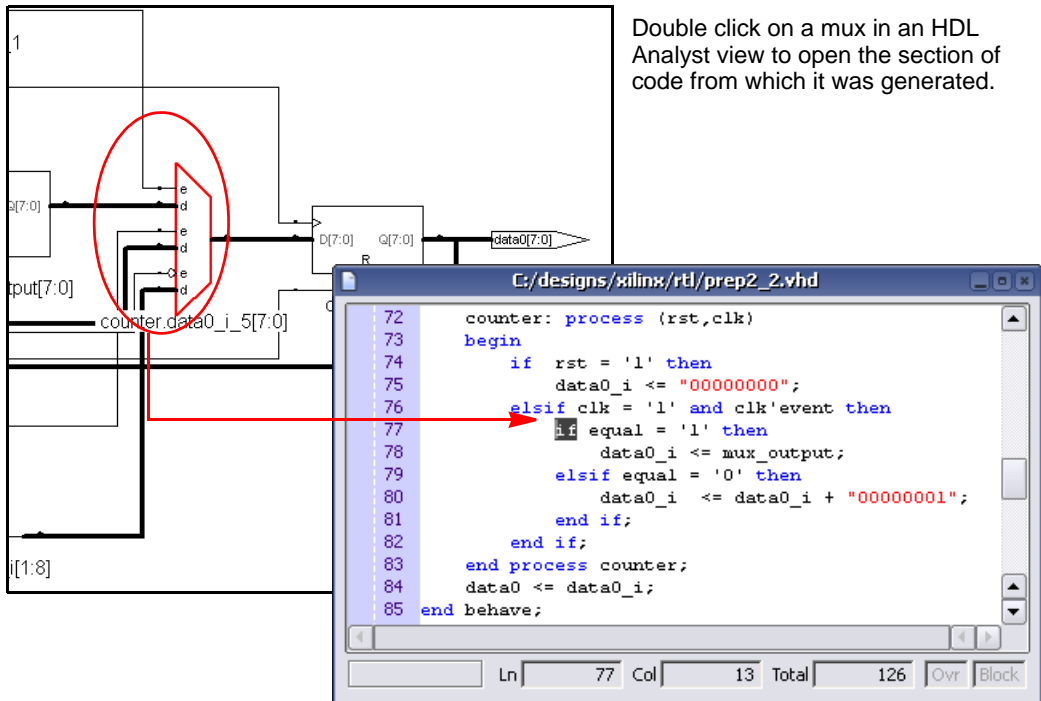 Double click on a mux in an HDL
Analyst view to open the section of
code from which it was generated.
_1
e
d
Q[7:0]
e
d
e
d
D[7:0] Q[7:0]
R
data0[7:0]
tput[7:0]
counter.data0_i_5[7:0]
i[1:8]
C:/designs/xilinx/rtl/prep2_2.vhd
72 counter: process (rst,clk)
73 begin
74 if rst = '1' then
75 data0_i <= "00000000";
76 elsif clk = '1' and clk'event then
77 if equal = '1' then
78 data0_i <= mux_output;
79 elsif equal = '0' then
80 data0_i <= data0_i + "00000001";
81 end if;
82 end if;
83 end process counter;
84 data0 <= data0_i;
85 end behave;
Ln 77 Col 13 Total 126 Ovr Block